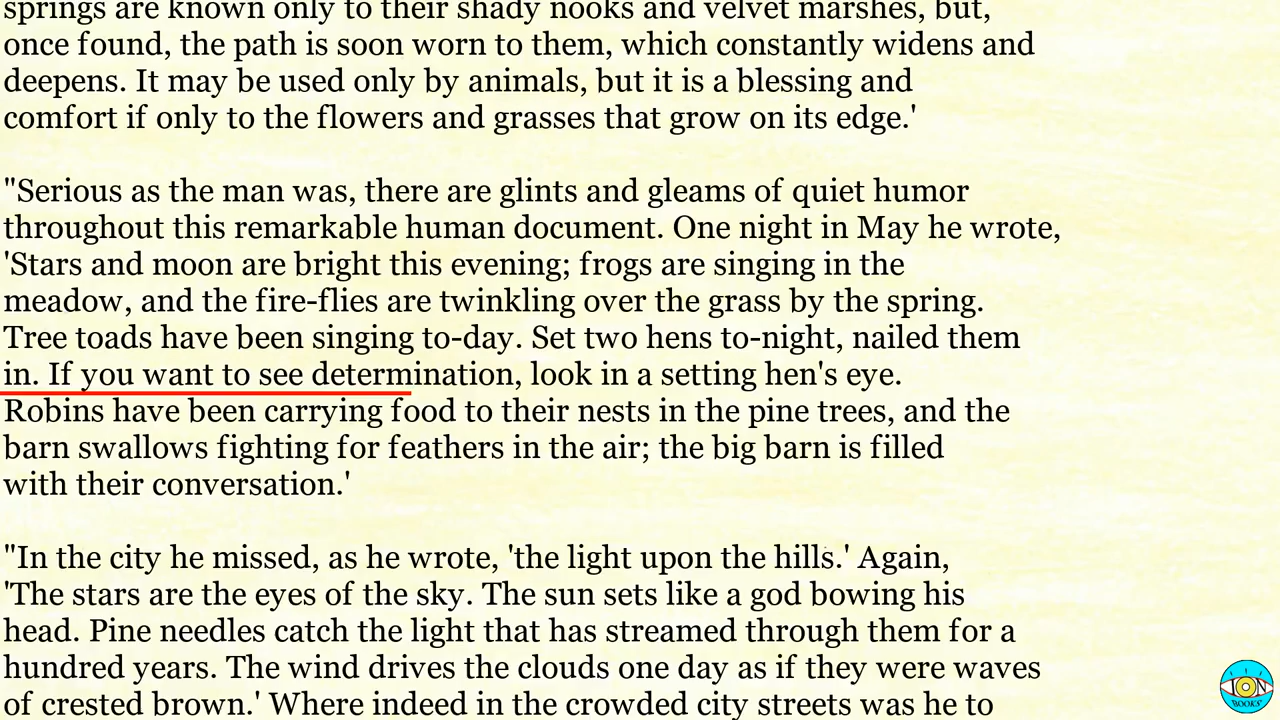 springs are known only to their shady nooks and velvet marshes, but,
once found, the path is soon worn to them, which constantly widens and
deepens. It may be used only by animals, but it is a blessing and
comfort if only to the flowers and grasses that grow on its edge.'
"Serious as the man was, there are glints and gleams of quiet humor
throughout this remarkable human document. One night in May he wrote,
'Stars and moon are bright this evening; frogs are singing in the
meadow, and the fire-flies are twinkling over the grass by the spring.
Tree toads have been singing to-day. Set two hens to-night, nailed them
in. If you want to see determination, look in a setting hen's eye.
Robins have been carrying food to their nests in the pine trees, and the
barn swallows fighting for feathers in the air; the big barn is filled
with their conversation.'
"In the city he missed, as he wrote, 'the light upon the hills.' Again,
'The stars are the eyes of the sky. The sun sets like a god bowing his
head. Pine needles catch the light that has streamed through them for a
hundred years. The wind drives the clouds one day as if they were waves
of crested brown.' Where indeed in the crowded city streets was he to
ION
BOOKS